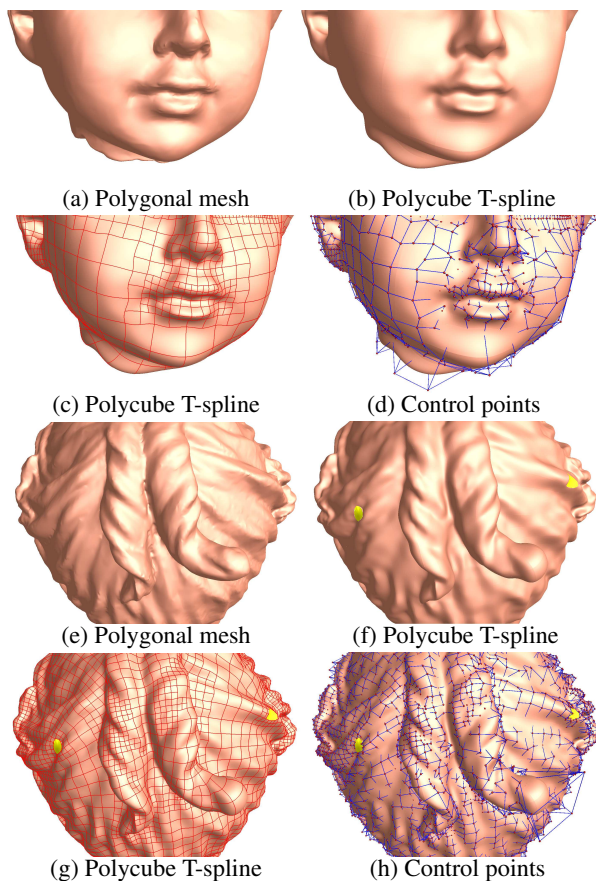 (a) Polygonal mesh
(b) Polycube T-spline
(c) Polycube T-spline
(d) Control points
(e) Polygonal mesh
(f) Polycube T-spline
(g) Polycube T-spline
(h) Control points